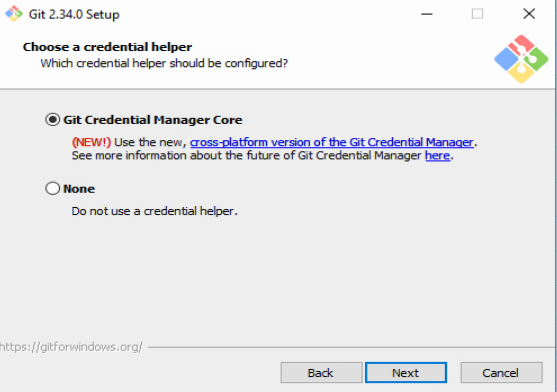 Git 2.34.0 Setup
Choose a credential helper
Which credential helper should be configured?
Git Credential Manager Core
(NEW!) Use the new, cross-platform version of the Git Credential Manager.
See more information about the future of Git Credential Manager here.
None
Do not use a credential helper.
https://gitforwindows.org/
Back Next Cancel